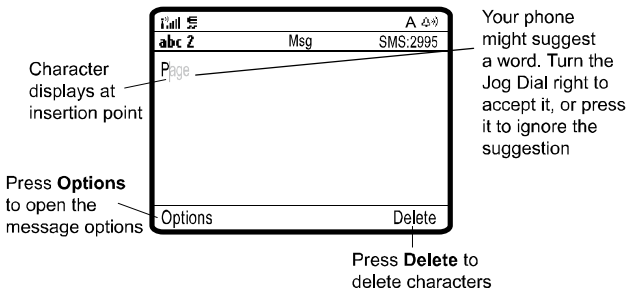 A
abc 2 Msg SMS:2995
Page
Options Delete
Character
displays at
insertion point
Your phone
might suggest
a word. Turn the
Jog Dial right to
accept it, or press
it to ignore the
suggestion
Press Options
to open the
message options
Press Delete to
delete characters